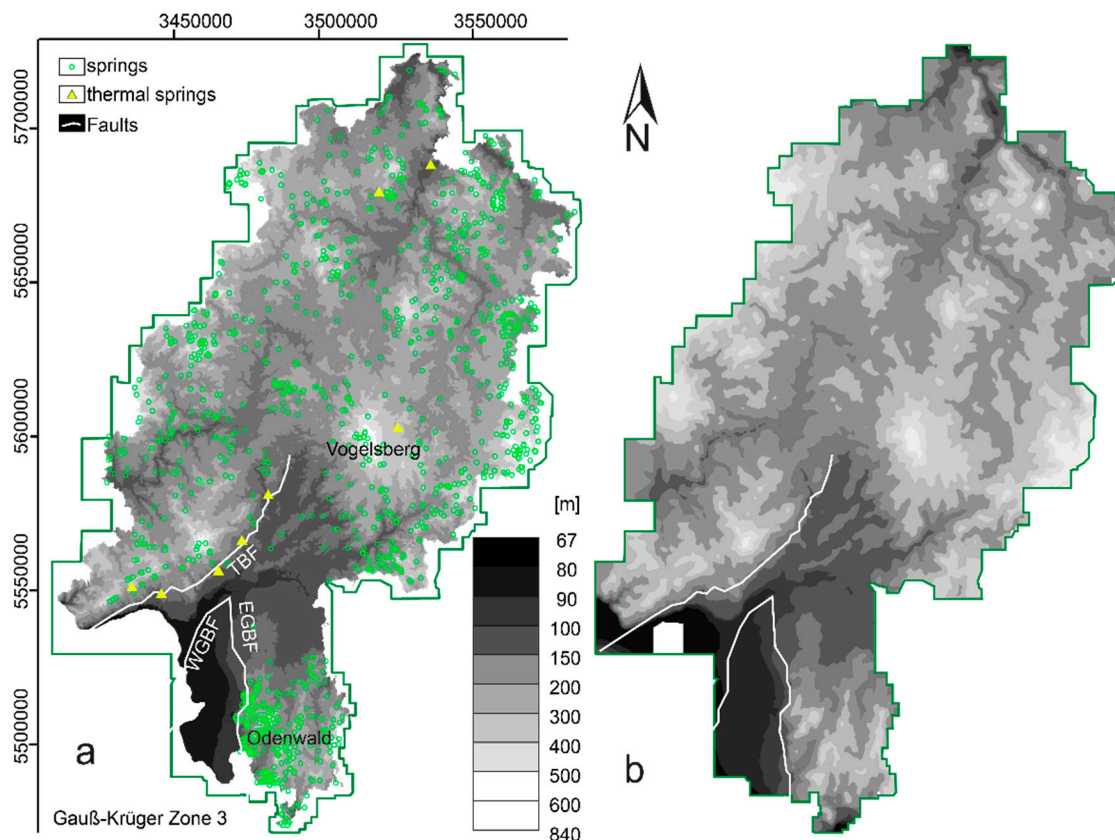 3450000 3500000 3550000
springs
thermal springs
Faults
N
5700000
5650000
5600000
5550000
5500000
Vogelsberg
TBF
WGBF
EGBF
Odenwald
[m]
67
80
90
100
150
200
300
400
500
600
840
a
b
Gauß-Krüger Zone 3